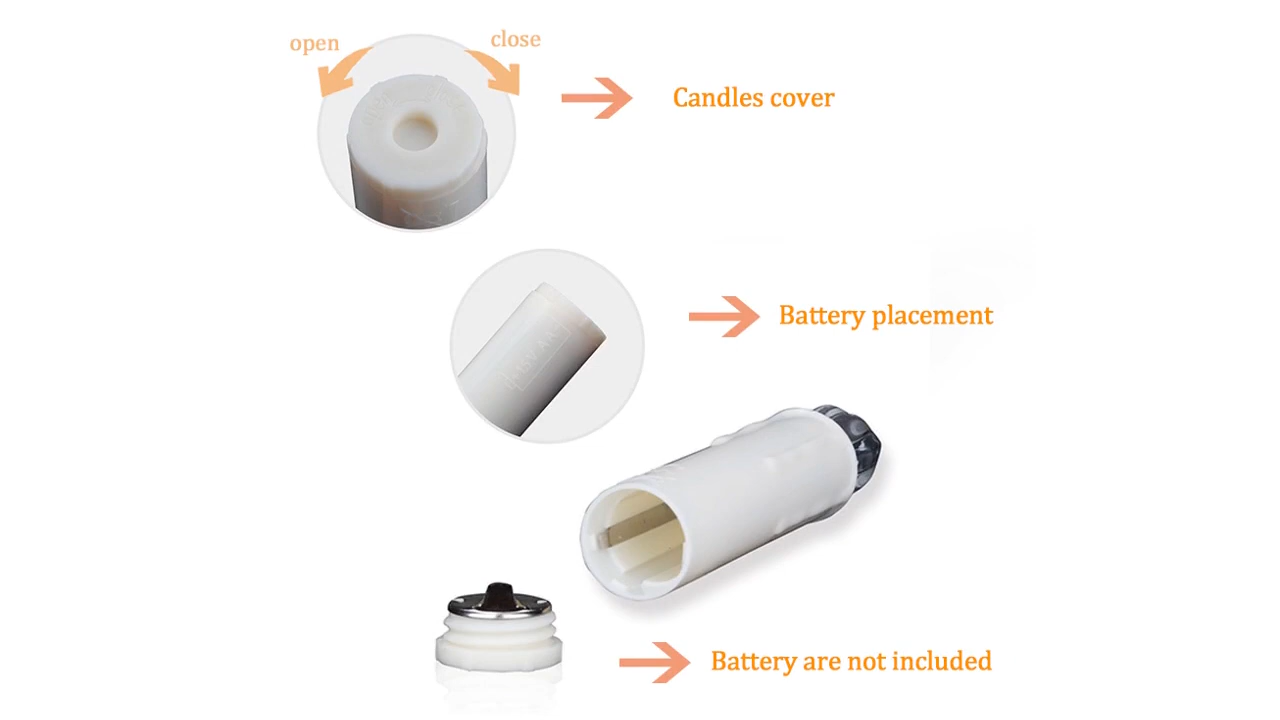 open
close
Candles cover
Battery placement
Battery are not included